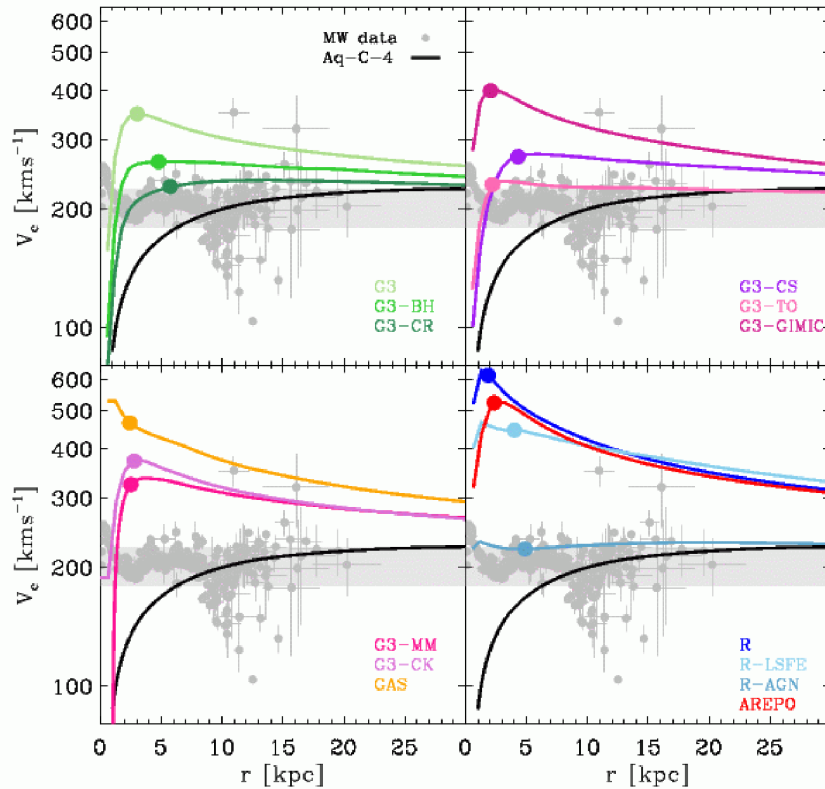 600
500
400
300
200
100
V_c [kms^-1]
MW data
Aq-C-4
G3
G3-BH
G3-CR
G3-CS
G3-TO
G3-GIMIC
600
500
400
300
200
100
V_c [kms^-1]
G3-MM
G3-CK
GAS
R
R-LSFE
R-AGN
AREPO
0 5 10 15 20 25 0 5 10 15 20 25
r [kpc] r [kpc]